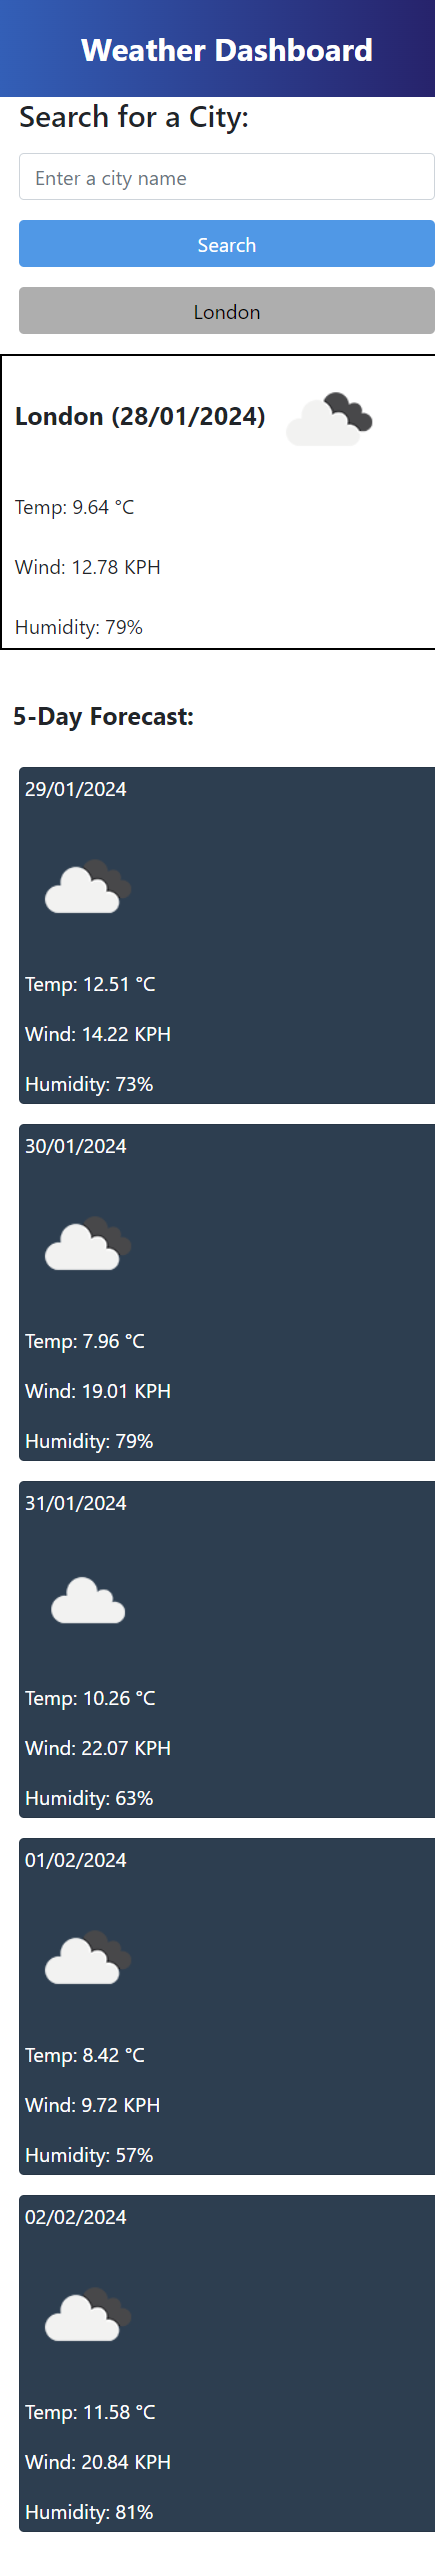 Weather Dashboard
Search for a City:
Enter a city name
Search
London
London (28/01/2024)
Temp: 9.64 °C
Wind: 12.78 KPH
Humidity: 79%
5-Day Forecast:
29/01/2024
Temp: 12.51 °C
Wind: 14.22 KPH
Humidity: 73%
30/01/2024
Temp: 7.96 °C
Wind: 19.01 KPH
Humidity: 79%
31/01/2024
Temp: 10.26 °C
Wind: 22.07 KPH
Humidity: 63%
01/02/2024
Temp: 8.42 °C
Wind: 9.72 KPH
Humidity: 57%
02/02/2024
Temp: 11.58 °C
Wind: 20.84 KPH
Humidity: 81%